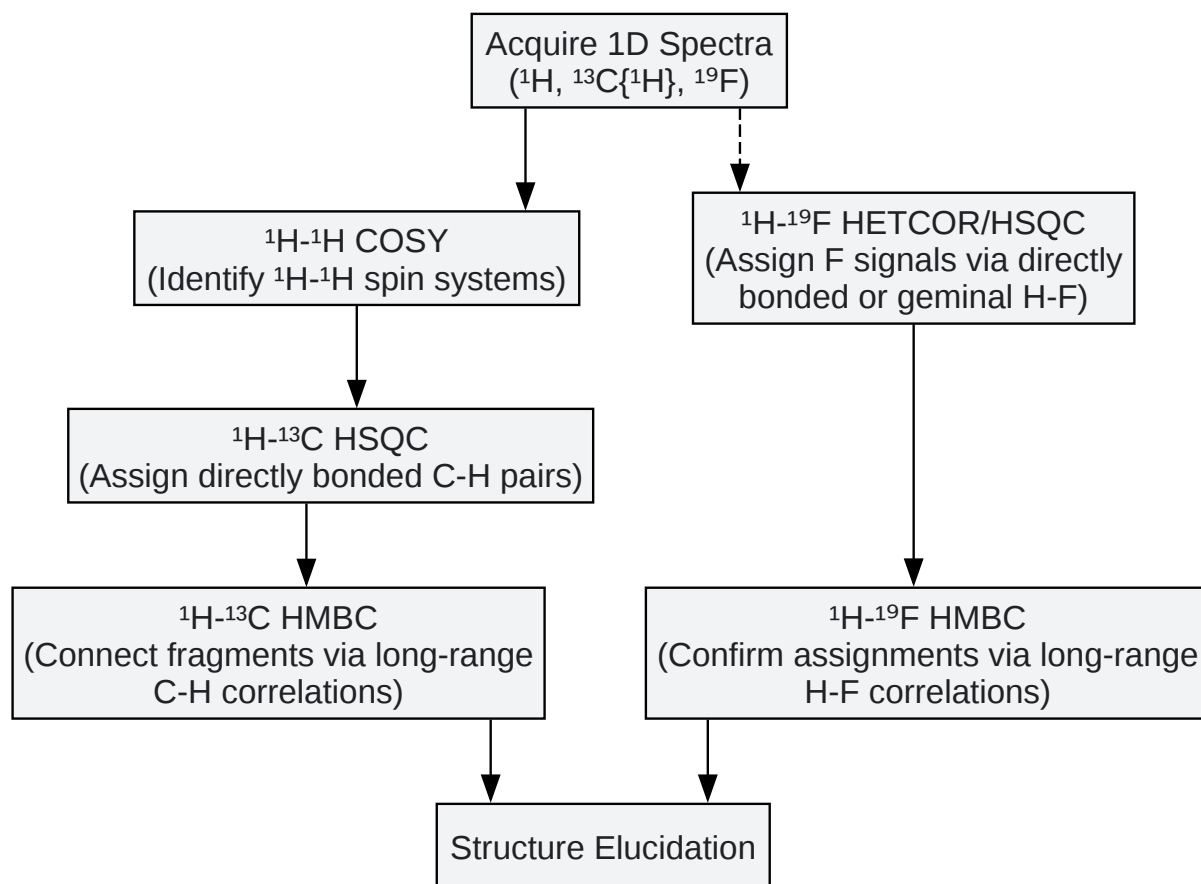 Acquire 1D Spectra
(¹H, ¹³C{¹H}, ¹⁹F)
¹H-¹H COSY
(Identify ¹H-¹H spin systems)
¹H-¹⁹F HETCOR/HSQC
(Assign F signals via directly
bonded or geminal H-F)
¹H-¹³C HSQC
(Assign directly bonded C-H pairs)
¹H-¹³C HMBC
(Connect fragments via long-range
C-H correlations)
¹H-¹⁹F HMBC
(Confirm assignments via long-range
H-F correlations)
Structure Elucidation